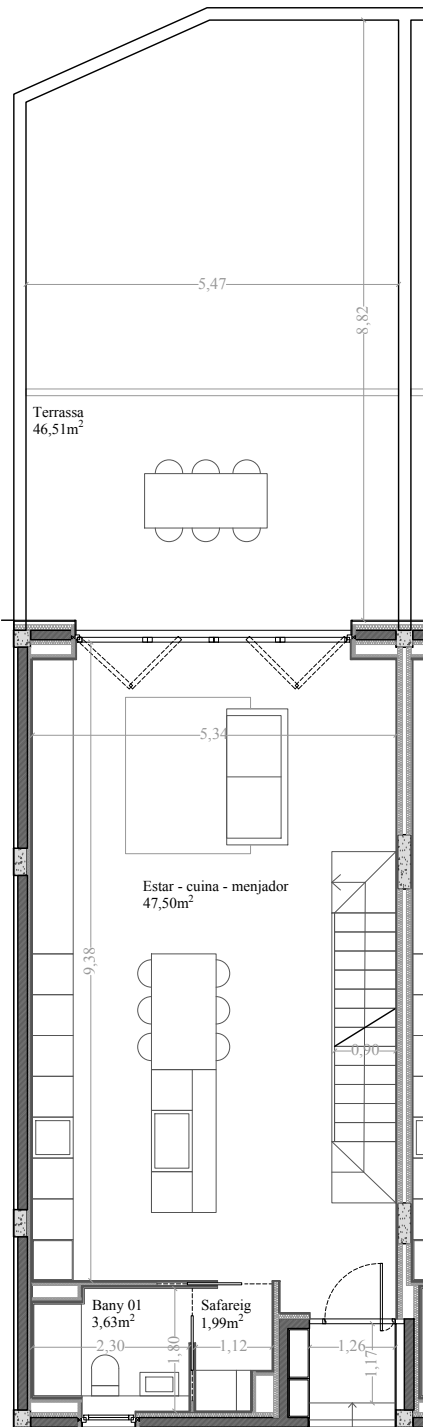 5,47
8,82
Terrassa
46,51m²
5,34
Estar - cuina - menjador
47,50m²
9,38
0,90
Bany 01
3,63m²
Safareig
1,99m²
2,30
1,80
1,12
1,26
1,17